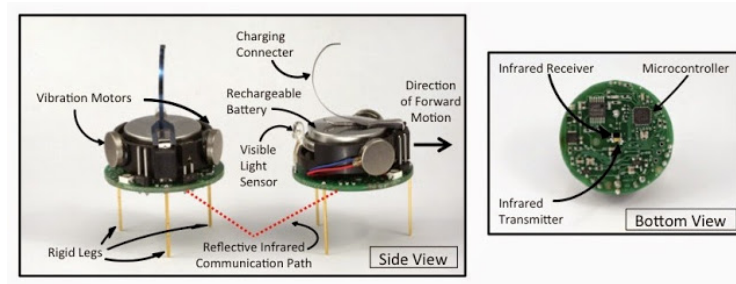 Charging
Connecter
Vibration Motors
Rechargeable
Battery
Direction
of Forward
Motion
Visible
Light
Sensor
Rigid Legs
Reflective Infrared
Communication Path
Side View
Infrared Receiver
Microcontroller
Infrared
Transmitter
Bottom View